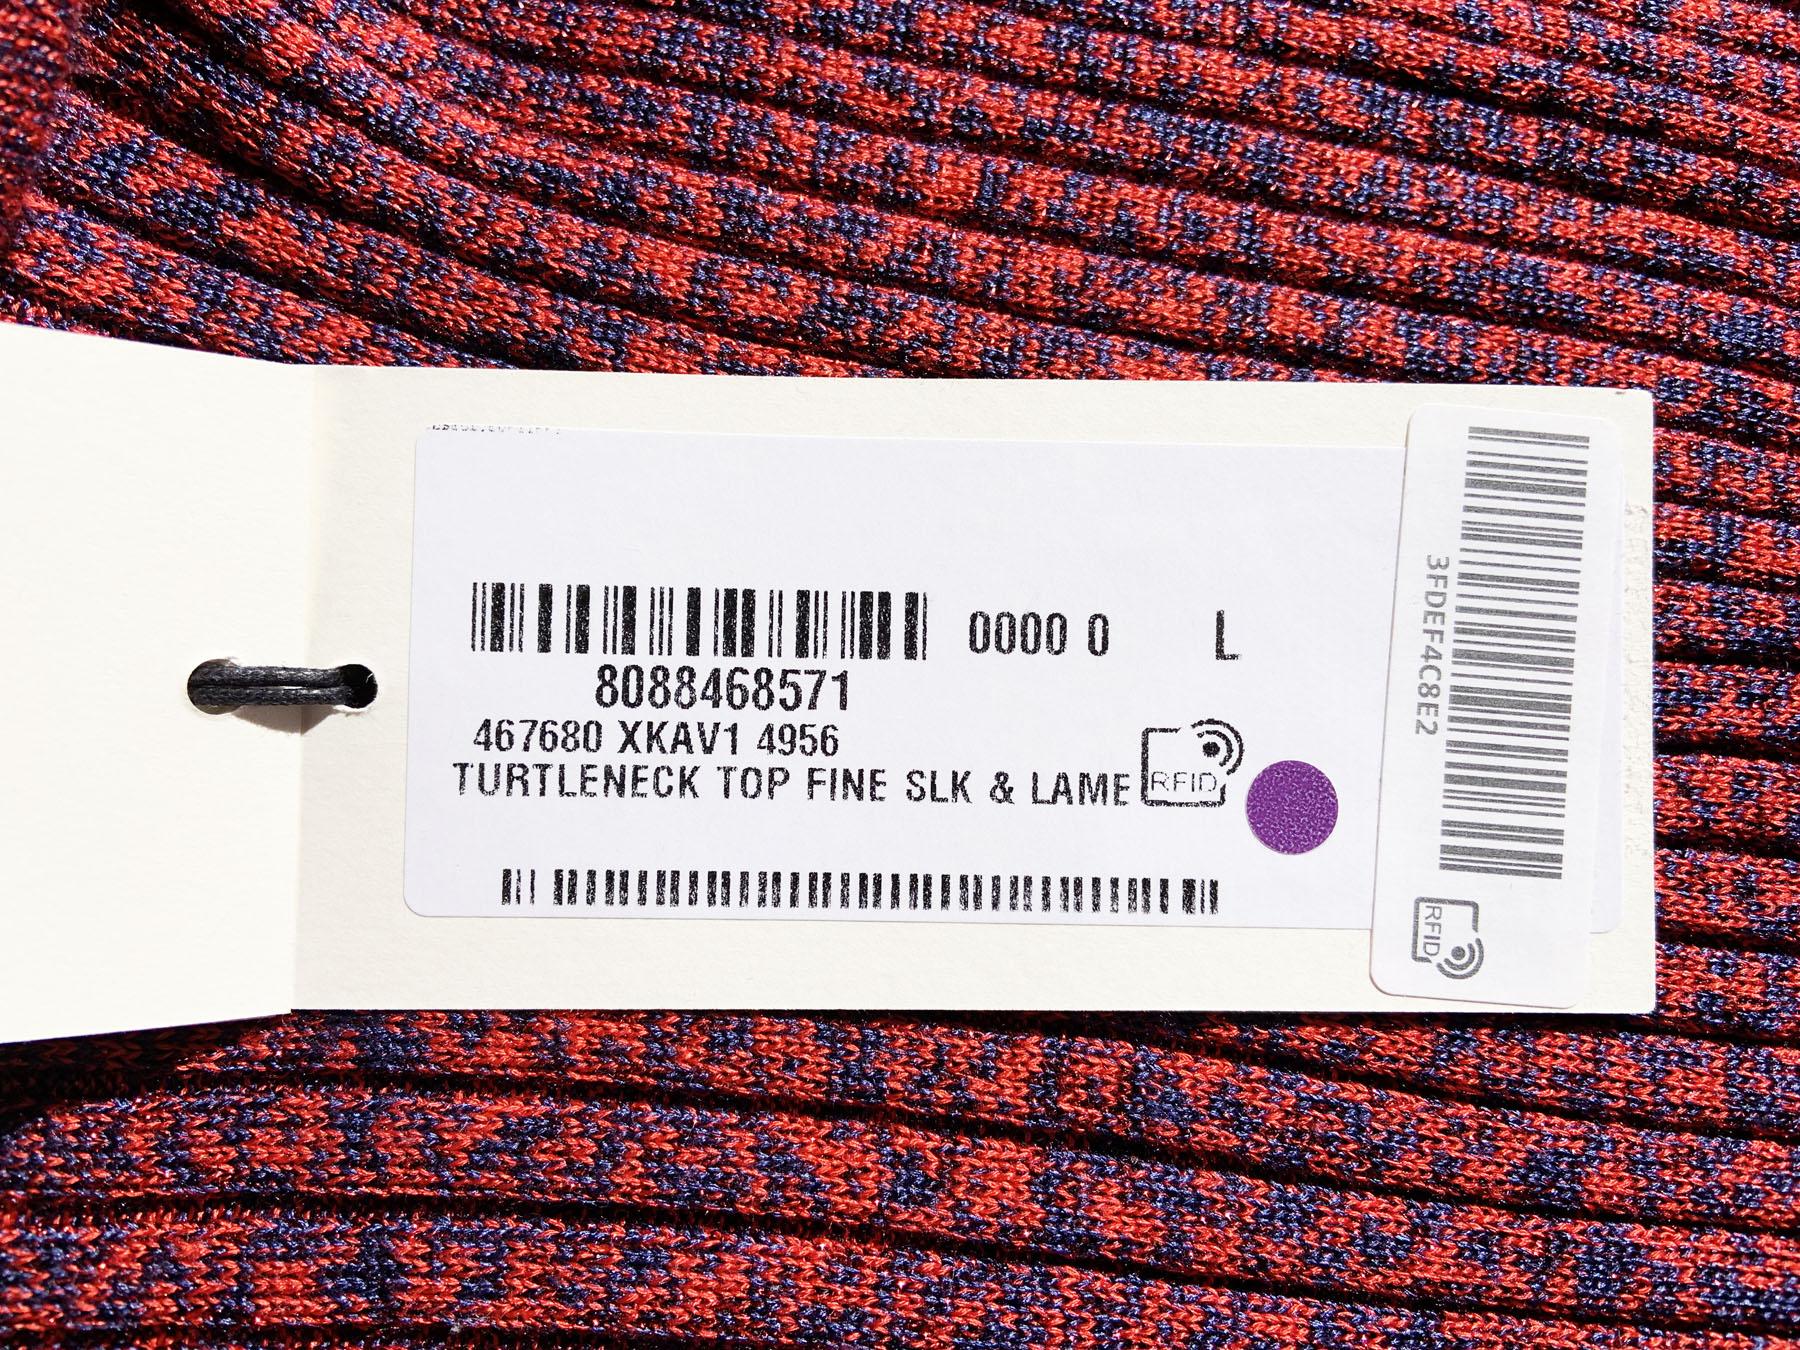 0000 0 L
8088468571
467680 XKAV1 4956
TURTLENECK TOP FINE SLK & LAME
RFID
3FDEF4C8E2
RFID